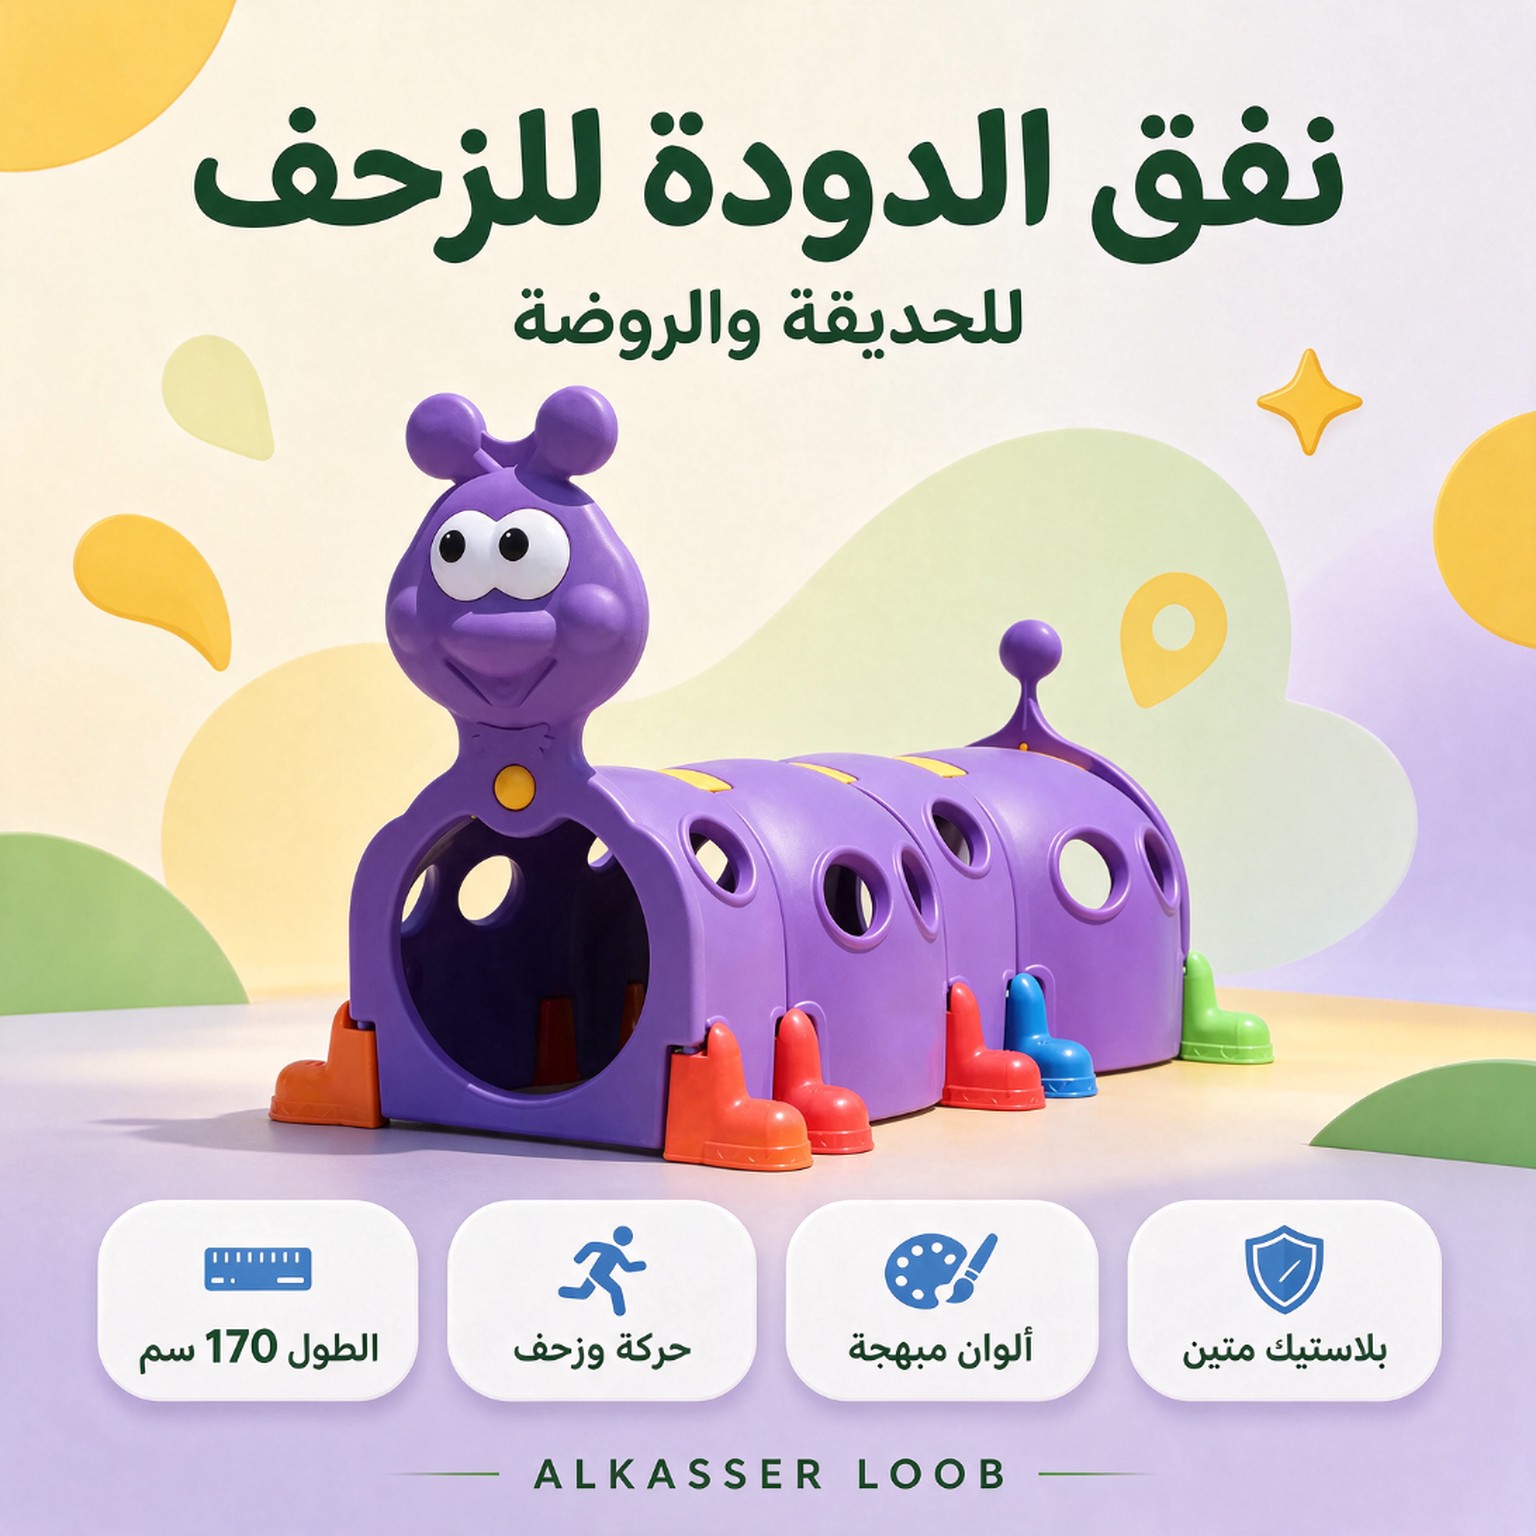 نفق الدودة للزحف
للحديقة والروضة
بلاستيك متين
ألوان مبهجة
حركة وزحف
الطول 170 سم
ALKASSER LOOB